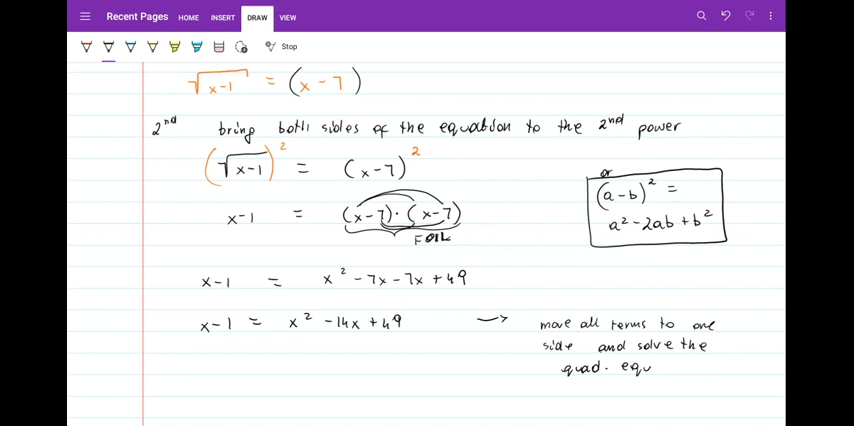 Recent Pages HOME INSERT DRAW VIEW
Stop
√x-1 = (x - 7)
2nd bring both sides of the equation to the 2nd power
(√x-1)² = (x-7)²
or
(a-b)² =
a² - 2ab + b²
x-1 = (x-7)·(x-7)
FOIL
x-1 = x² - 7x - 7x + 49
x-1 = x² - 14x + 49 → move all terms to one
side and solve the
quad. equ